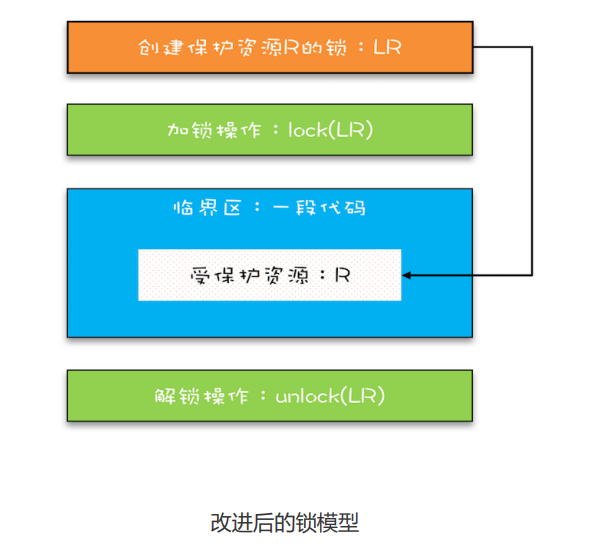 创建保护资源R的锁：LR
加锁操作：lock(LR)
临界区：一段代码
受保护资源：R
解锁操作：unlock(LR)
改进后的锁模型